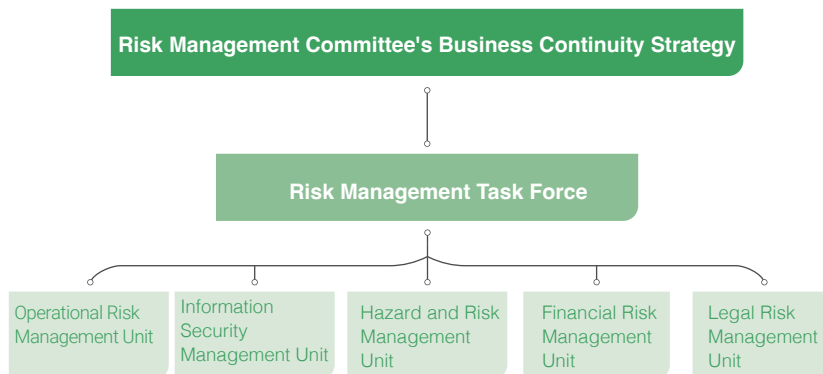 Risk Management Committee's Business Continuity Strategy
Risk Management Task Force
Operational Risk
Management Unit
Information
Security
Management Unit
Hazard and Risk
Management
Unit
Financial Risk
Management
Unit
Legal Risk
Management
Unit